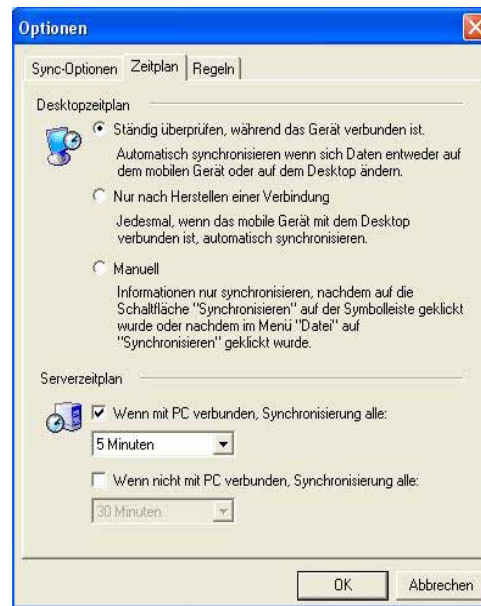 Optionen
Sync-Optionen Zeitplan Regeln
Desktopzeitplan
Ständig überprüfen, während das Gerät verbunden ist.
Automatisch synchronisieren wenn sich Daten entweder auf
dem mobilen Gerät oder auf dem Desktop ändern.
Nur nach Herstellen einer Verbindung
Jedesmal, wenn das mobile Gerät mit dem Desktop
verbunden ist, automatisch synchronisieren.
Manuell
Informationen nur synchronisieren, nachdem auf die
Schaltfläche "Synchronisieren" auf der Symbolleiste geklickt
wurde oder nachdem im Menü "Datei" auf
"Synchronisieren" geklickt wurde.
Serverzeitplan
Wenn mit PC verbunden, Synchronisierung alle:
5 Minuten
Wenn nicht mit PC verbunden, Synchronisierung alle:
30 Minuten
OK Abbrechen